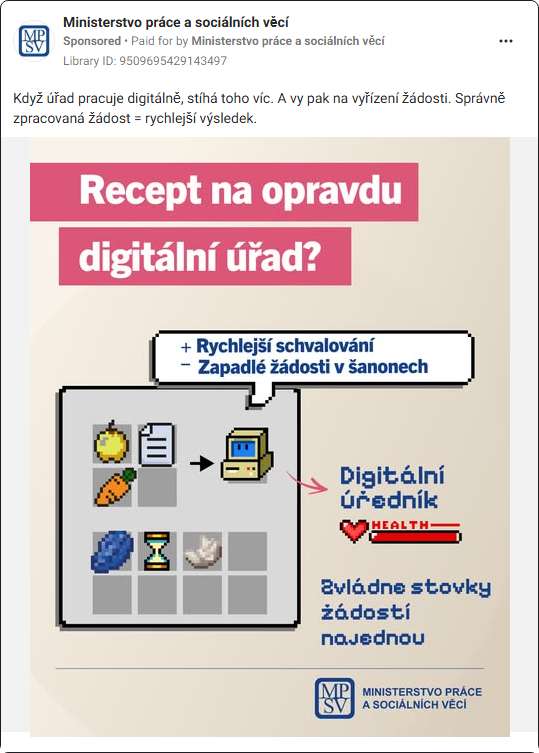 Ministerstvo práce a sociálních věcí
Sponsored • Paid for by Ministerstvo práce a sociálních věcí
Library ID: 9509695429143497
Když úřad pracuje digitálně, stíhá toho víc. A vy pak na vyřízení žádosti. Správně
zpracovaná žádost = rychlejší výsledek.
Recept na opravdu
digitální úřad?
+ Rychlejší schvalování
− Zapadlé žádosti v šanonech
Digitální
úředník
HEALTH
Zvládne stovky
žádostí
najednou
MP
SV
MINISTERSTVO PRÁCE
A SOCIÁLNÍCH VĚCÍ